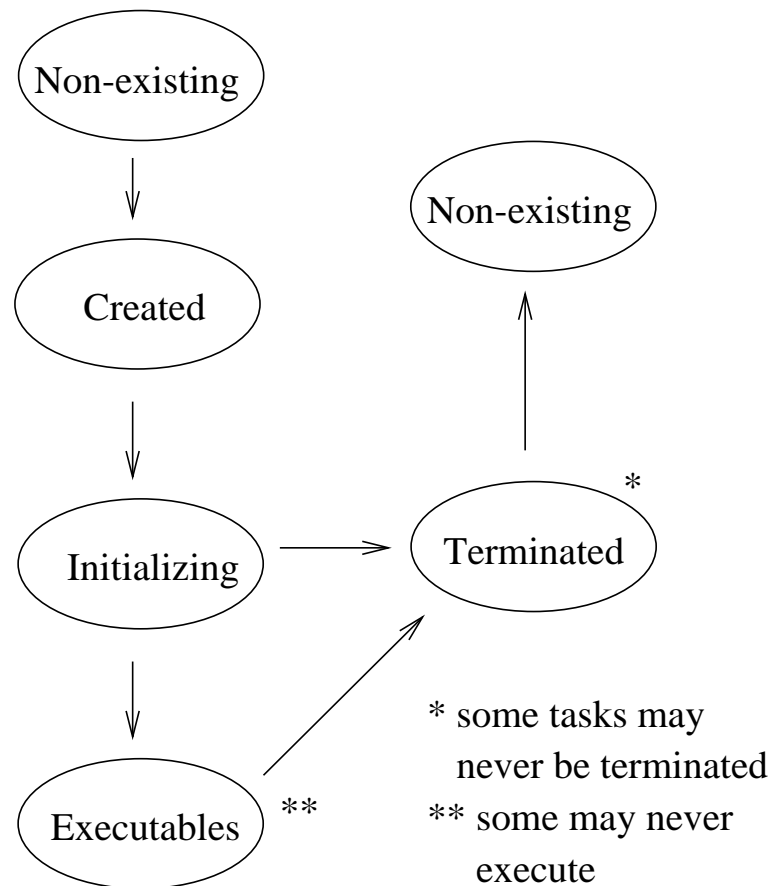 Non-existing
Non-existing
Created
*
Initializing
Terminated
* some tasks may
never be terminated
Executables
**
** some may never
execute